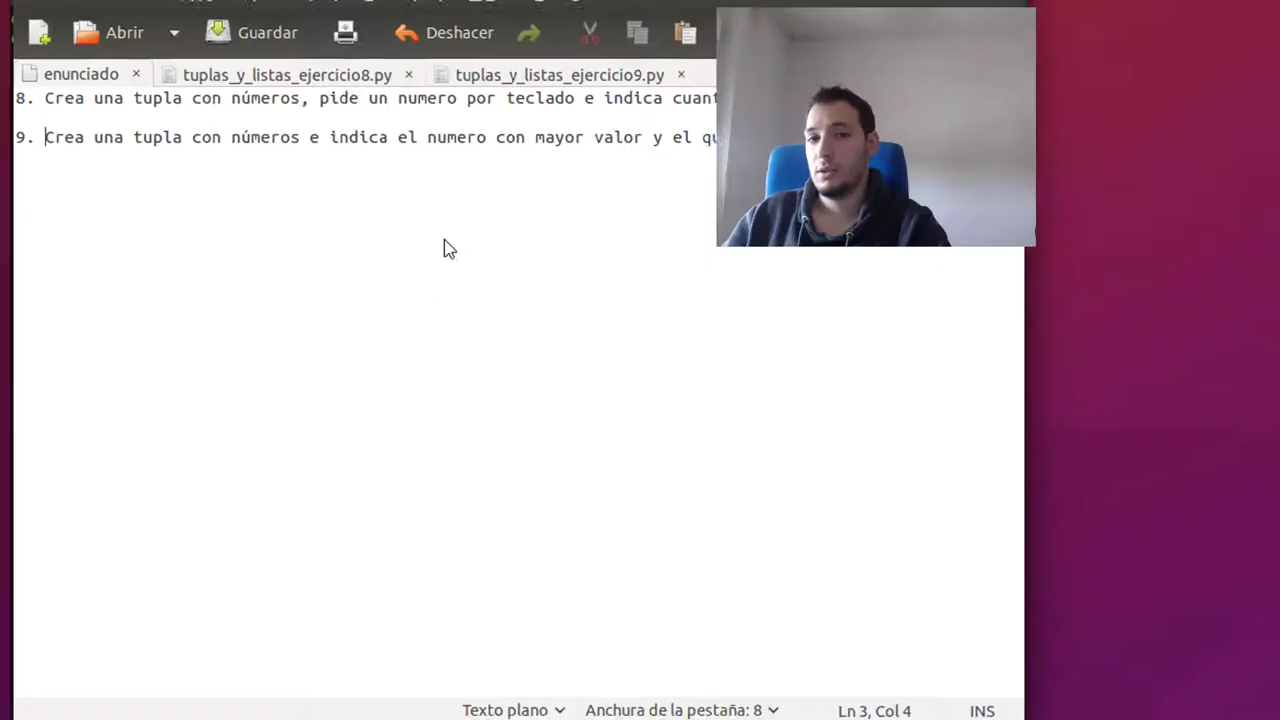 Abrir Guardar Deshacer
enunciado × tuplas_y_listas_ejercicio8.py × tuplas_y_listas_ejercicio9.py ×
8. Crea una tupla con números, pide un numero por teclado e indica
9. Crea una tupla con números e indica el numero con mayor valor y el
Texto plano Anchura de la pestaña: 8 Ln 3, Col 4 INS